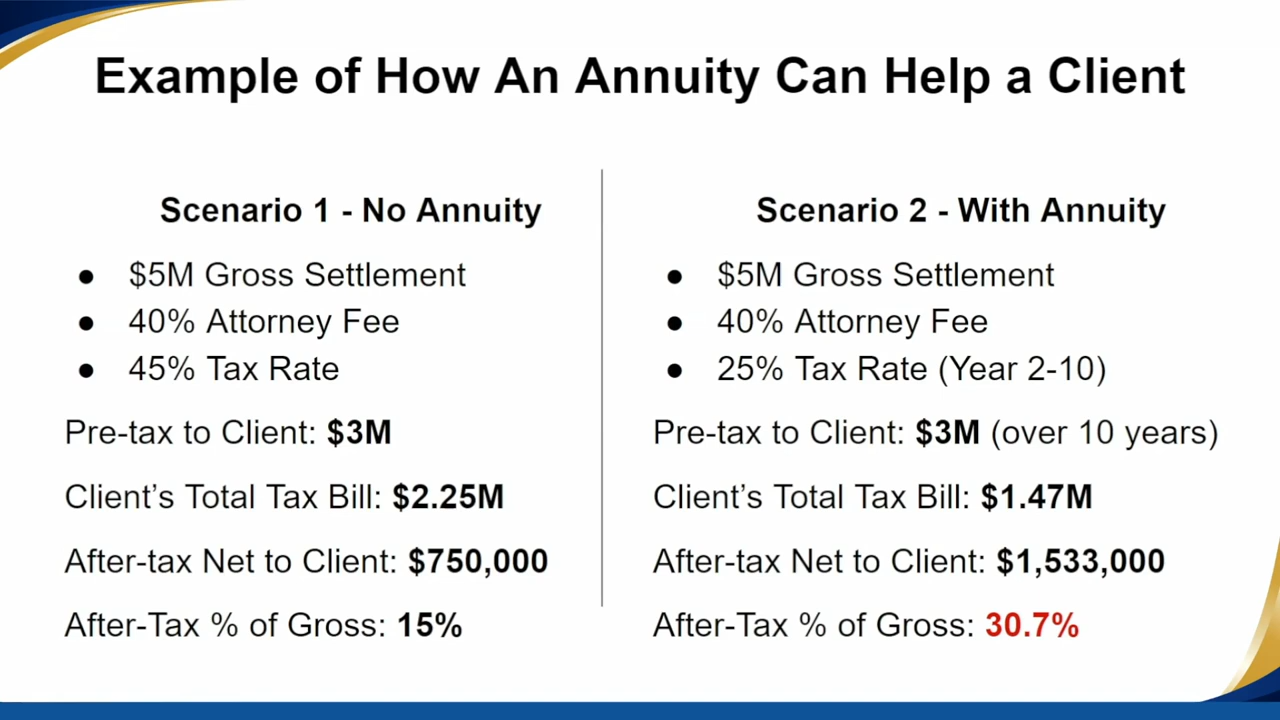 Example of How An Annuity Can Help a Client
Scenario 1 - No Annuity
● $5M Gross Settlement
● 40% Attorney Fee
● 45% Tax Rate
Pre-tax to Client: $3M
Client’s Total Tax Bill: $2.25M
After-tax Net to Client: $750,000
After-Tax % of Gross: 15%
Scenario 2 - With Annuity
● $5M Gross Settlement
● 40% Attorney Fee
● 25% Tax Rate (Year 2-10)
Pre-tax to Client: $3M (over 10 years)
Client’s Total Tax Bill: $1.47M
After-tax Net to Client: $1,533,000
After-Tax % of Gross: 30.7%